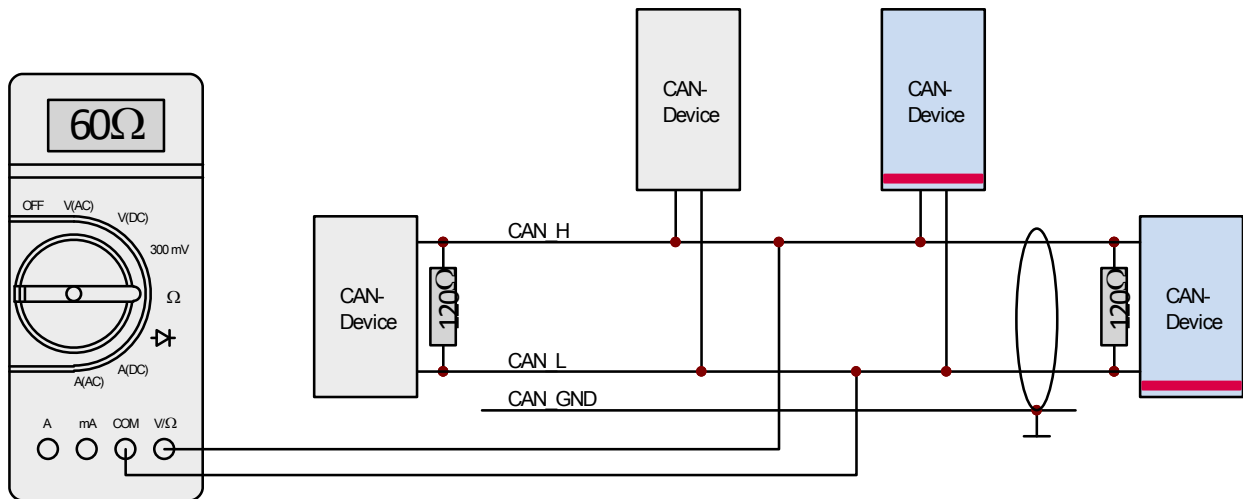 60Ω
OFF
V(AC)
V(DC)
300 mV
Ω
A(DC)
A(AC)
A
mA
COM
V/Ω
CAN-
Device
CAN-
Device
CAN-
Device
CAN_H
120Ω
CAN_L
CAN_GND
120Ω
CAN-
Device